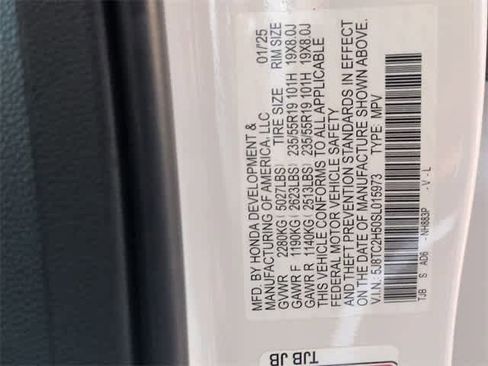 MFD. BY HONDA DEVELOPMENT & 01/25
MANUFACTURING OF AMERICA, LLC
GVWR 2280KG (5027LBS) TIRE SIZE RIM SIZE
GAWR F 1190KG (2623LBS) 235/55R19 101H 19X8.0J
GAWR R 1140KG (2513LBS) 235/55R19 101H 19X8.0J
THIS VEHICLE CONFORMS TO ALL APPLICABLE
FEDERAL MOTOR VEHICLE SAFETY
AND THEFT PREVENTION STANDARDS IN EFFECT
ON THE DATE OF MANUFACTURE SHOWN ABOVE.
V.I.N.: 5J8TC2H50SL015973 TYPE: MPV
TJB S AD6 -NH883P -V-L
TJB JB